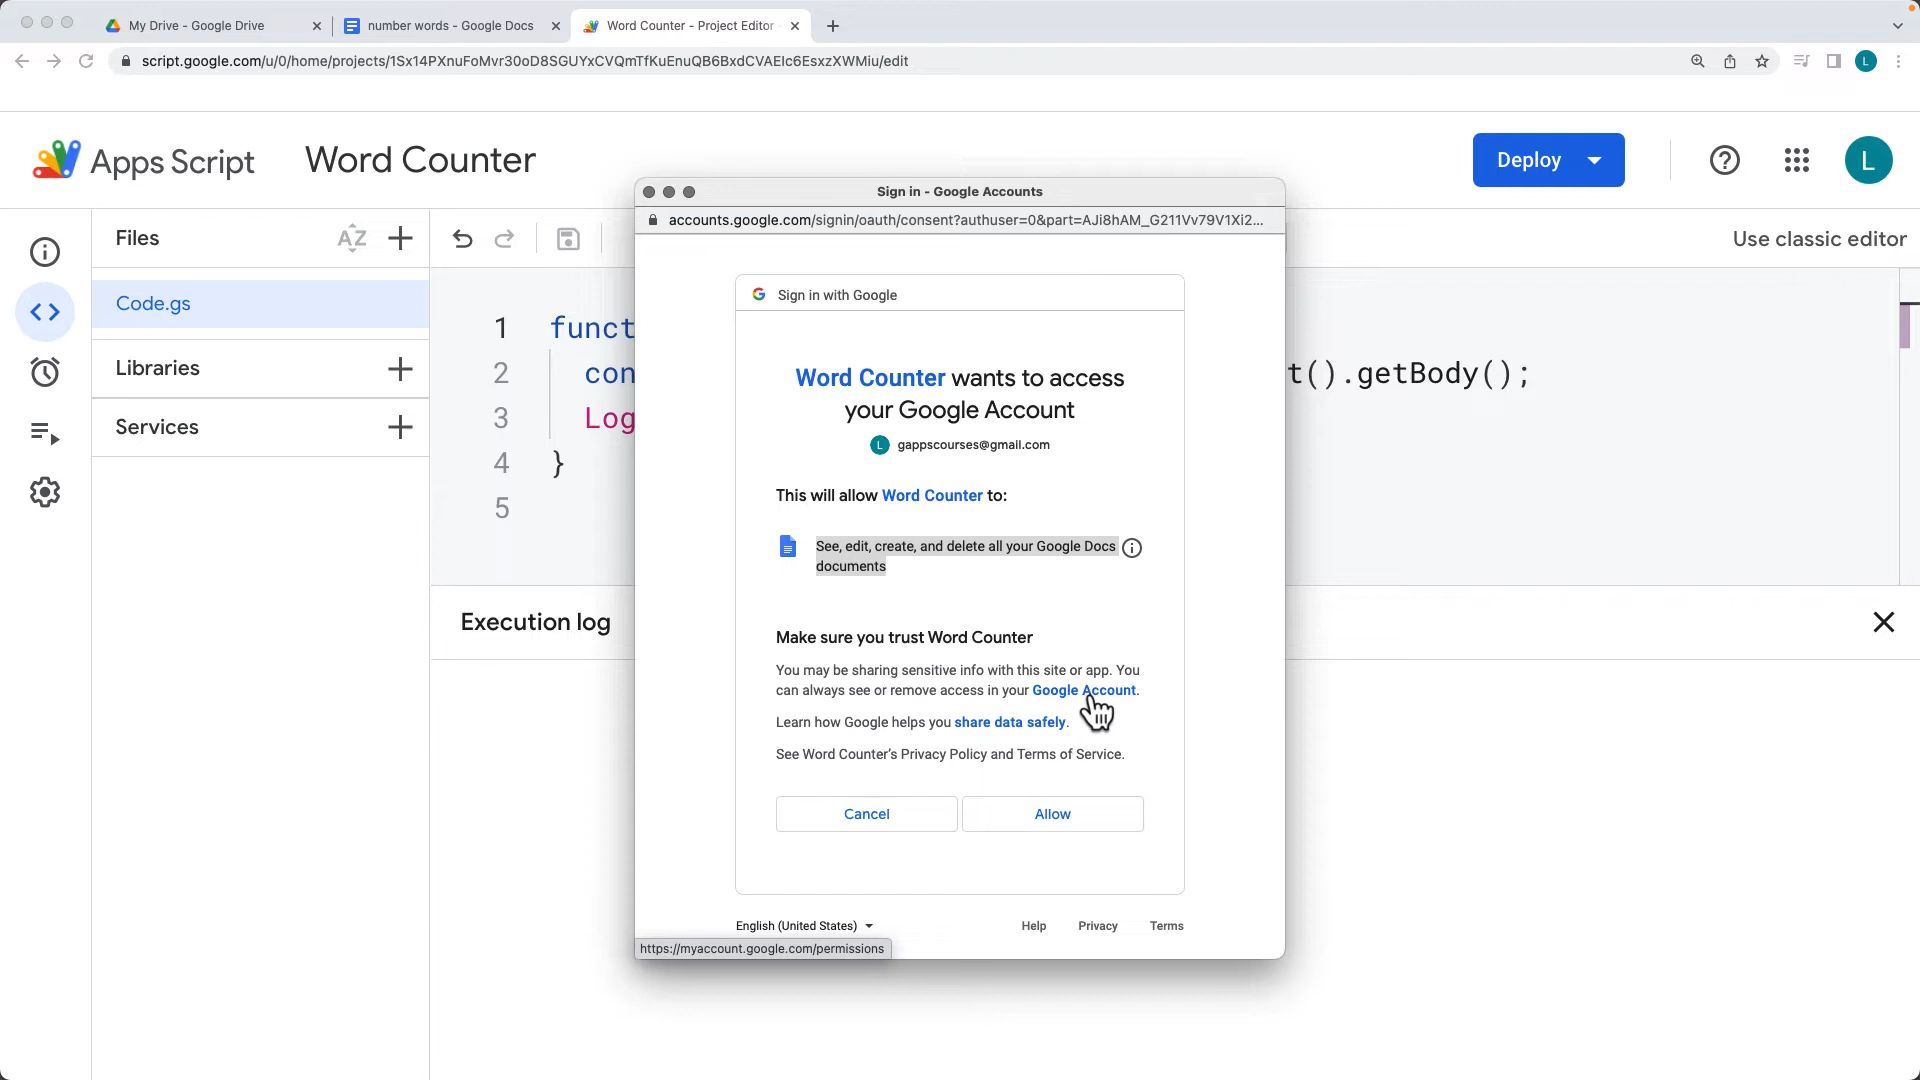 My Drive - Google Drive
number words - Google Docs
Word Counter - Project Editor
script.google.com/u/0/home/projects/1Sx14PXnuFoMvr30oD8SGUYxCVQmTfKuEnuQB6BxdCVAEIc6EsxzXWMiu/edit
L
Apps Script
Word Counter
Deploy
L
Sign in - Google Accounts
accounts.google.com/signin/oauth/consent?authuser=0&part=AJi8hAM_G211Vv79V1Xi2...
Files
AZ
Use classic editor
Code.gs
Libraries
Services
1 funct
2 con
t().getBody();
3 Log
4 }
5
Execution log
Sign in with Google
Word Counter wants to access
your Google Account
L gappscourses@gmail.com
This will allow Word Counter to:
See, edit, create, and delete all your Google Docs
documents
Make sure you trust Word Counter
You may be sharing sensitive info with this site or app. You
can always see or remove access in your Google Account.
Learn how Google helps you share data safely.
See Word Counter's Privacy Policy and Terms of Service.
Cancel
Allow
English (United States)
Help
Privacy
Terms
https://myaccount.google.com/permissions